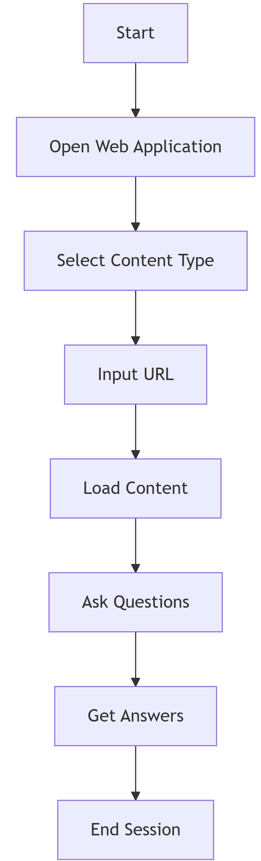 Start
Open Web Application
Select Content Type
Input URL
Load Content
Ask Questions
Get Answers
End Session